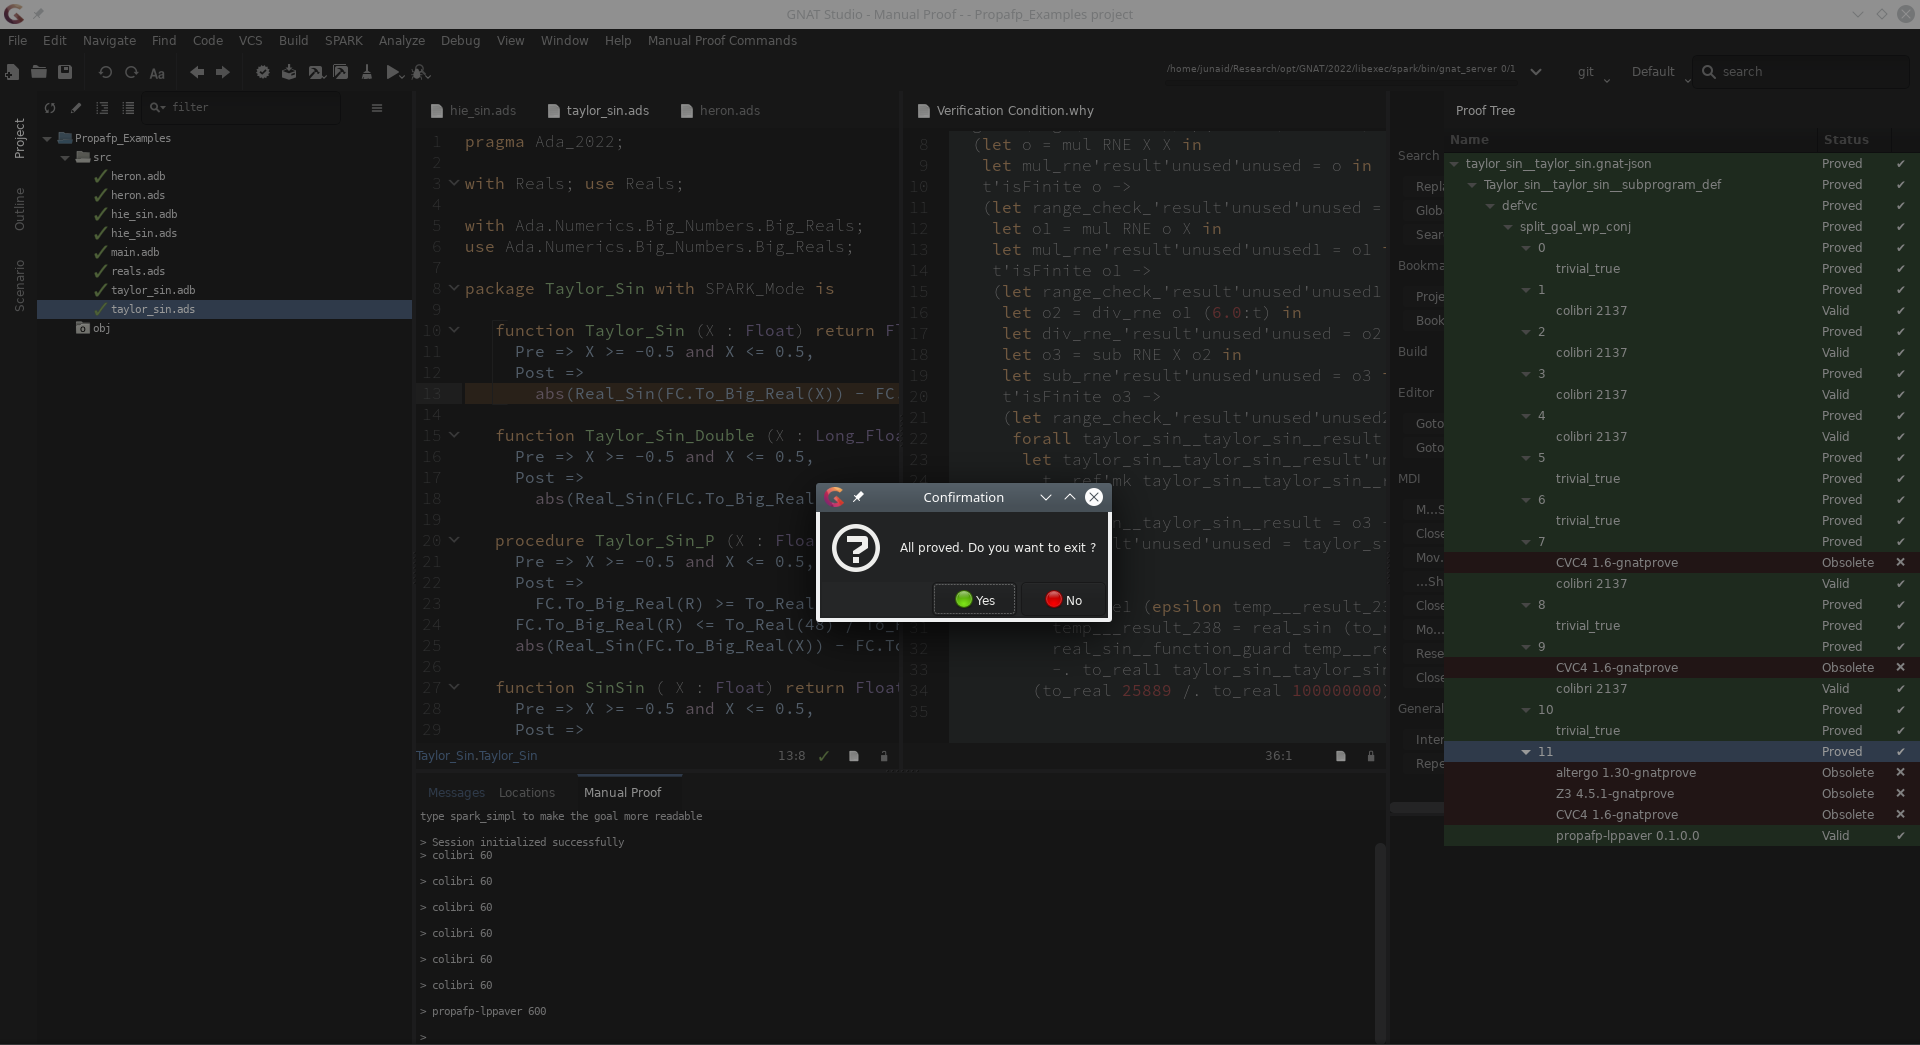 GNAT Studio - Manual Proof - - Propafp_Examples project
File Edit Navigate Find Code VCS Build SPARK Analyze Debug View Window Help Manual Proof Commands
Aa
/home/junaid/Research/opt/GNAT/2022/libexec/spark/bin/gnat_server 0/1
git
Default
search
Project
Outline
Scenario
filter
Propafp_Examples
src
heron.adb
heron.ads
hie_sin.adb
hie_sin.ads
main.adb
reals.ads
taylor_sin.adb
taylor_sin.ads
obj
hie_sin.ads
taylor_sin.ads
heron.ads
1 pragma Ada_2022;
2
3 with Reals; use Reals;
4
5 with Ada.Numerics.Big_Numbers.Big_Reals;
6 use Ada.Numerics.Big_Numbers.Big_Reals;
7
8 package Taylor_Sin with SPARK_Mode is
9
10 function Taylor_Sin (X : Float) return Fl
11 Pre => X >= -0.5 and X <= 0.5,
12 Post =>
13 abs(Real_Sin(FC.To_Big_Real(X)) - FC
14
15 function Taylor_Sin_Double (X : Long_Floa
16 Pre => X >= -0.5 and X <= 0.5,
17 Post =>
18 abs(Real_Sin(FLC.To_Big_Real
19
20 procedure Taylor_Sin_P (X : Floa
21 Pre => X >= -0.5 and X <= 0.5,
22 Post =>
23 FC.To_Big_Real(R) >= To_Real
24 FC.To_Big_Real(R) <= To_Real(48) / To_R
25 abs(Real_Sin(FC.To_Big_Real(X)) - FC.To
26
27 function SinSin ( X : Float) return Float
28 Pre => X >= -0.5 and X <= 0.5,
29 Post =>
Taylor_Sin.Taylor_Sin
13:8
Verification Condition.why
8 (let o = mul RNE X X in
9 let mul_rne'result'unused'unused = o in
10 t'isFinite o ->
11 (let range_check_'result'unused'unused =
12 let o1 = mul RNE o X in
13 let mul_rne'result'unused'unused1 = o1
14 t'isFinite o1 ->
15 (let range_check_'result'unused'unused1
16 let o2 = div_rne o1 (6.0:t) in
17 let div_rne_'result'unused'unused = o2
18 let o3 = sub RNE X o2 in
19 let sub_rne'result'unused'unused = o3
20 t'isFinite o3 ->
21 (let range_check_'result'unused'unused2
22 forall taylor_sin__taylor_sin__result
23 let taylor_sin__taylor_sin__result'un
n__taylor_sin__result = o3
lt'unused'unused = taylor_s
(epsilon temp___result_23
temp___result_238 = real_sin (to_r
32 real_sin__function_guard temp___re
33 -. to_real1 taylor_sin__taylor_sin
34 (to_real 25889 /. to_real 100000000)
35
36:1
Confirmation
All proved. Do you want to exit ?
Yes
No
Messages
Locations
Manual Proof
type spark_simpl to make the goal more readable
> Session initialized successfully
> colibri 60
> colibri 60
> colibri 60
> colibri 60
> colibri 60
> colibri 60
> propafp-lppaver 600
>
Search
Repl
Glob
Sear
Bookma
Proje
Book
Build
Editor
Goto
Goto
MDI
M...S
Close
Mov.
...Sh
Close
Mo...
Rese
Close
General
Inter
Repe
Proof Tree
Name Status
taylor_sin__taylor_sin.gnat-json Proved
Taylor_sin__taylor_sin__subprogram_def Proved
def'vc Proved
split_goal_wp_conj Proved
0 Proved
trivial_true Proved
1 Proved
colibri 2137 Valid
2 Proved
colibri 2137 Valid
3 Proved
colibri 2137 Valid
4 Proved
colibri 2137 Valid
5 Proved
trivial_true Proved
6 Proved
trivial_true Proved
7 Proved
CVC4 1.6-gnatprove Obsolete
colibri 2137 Valid
8 Proved
trivial_true Proved
9 Proved
CVC4 1.6-gnatprove Obsolete
colibri 2137 Valid
10 Proved
trivial_true Proved
11 Proved
altergo 1.30-gnatprove Obsolete
Z3 4.5.1-gnatprove Obsolete
CVC4 1.6-gnatprove Obsolete
propafp-lppaver 0.1.0.0 Valid